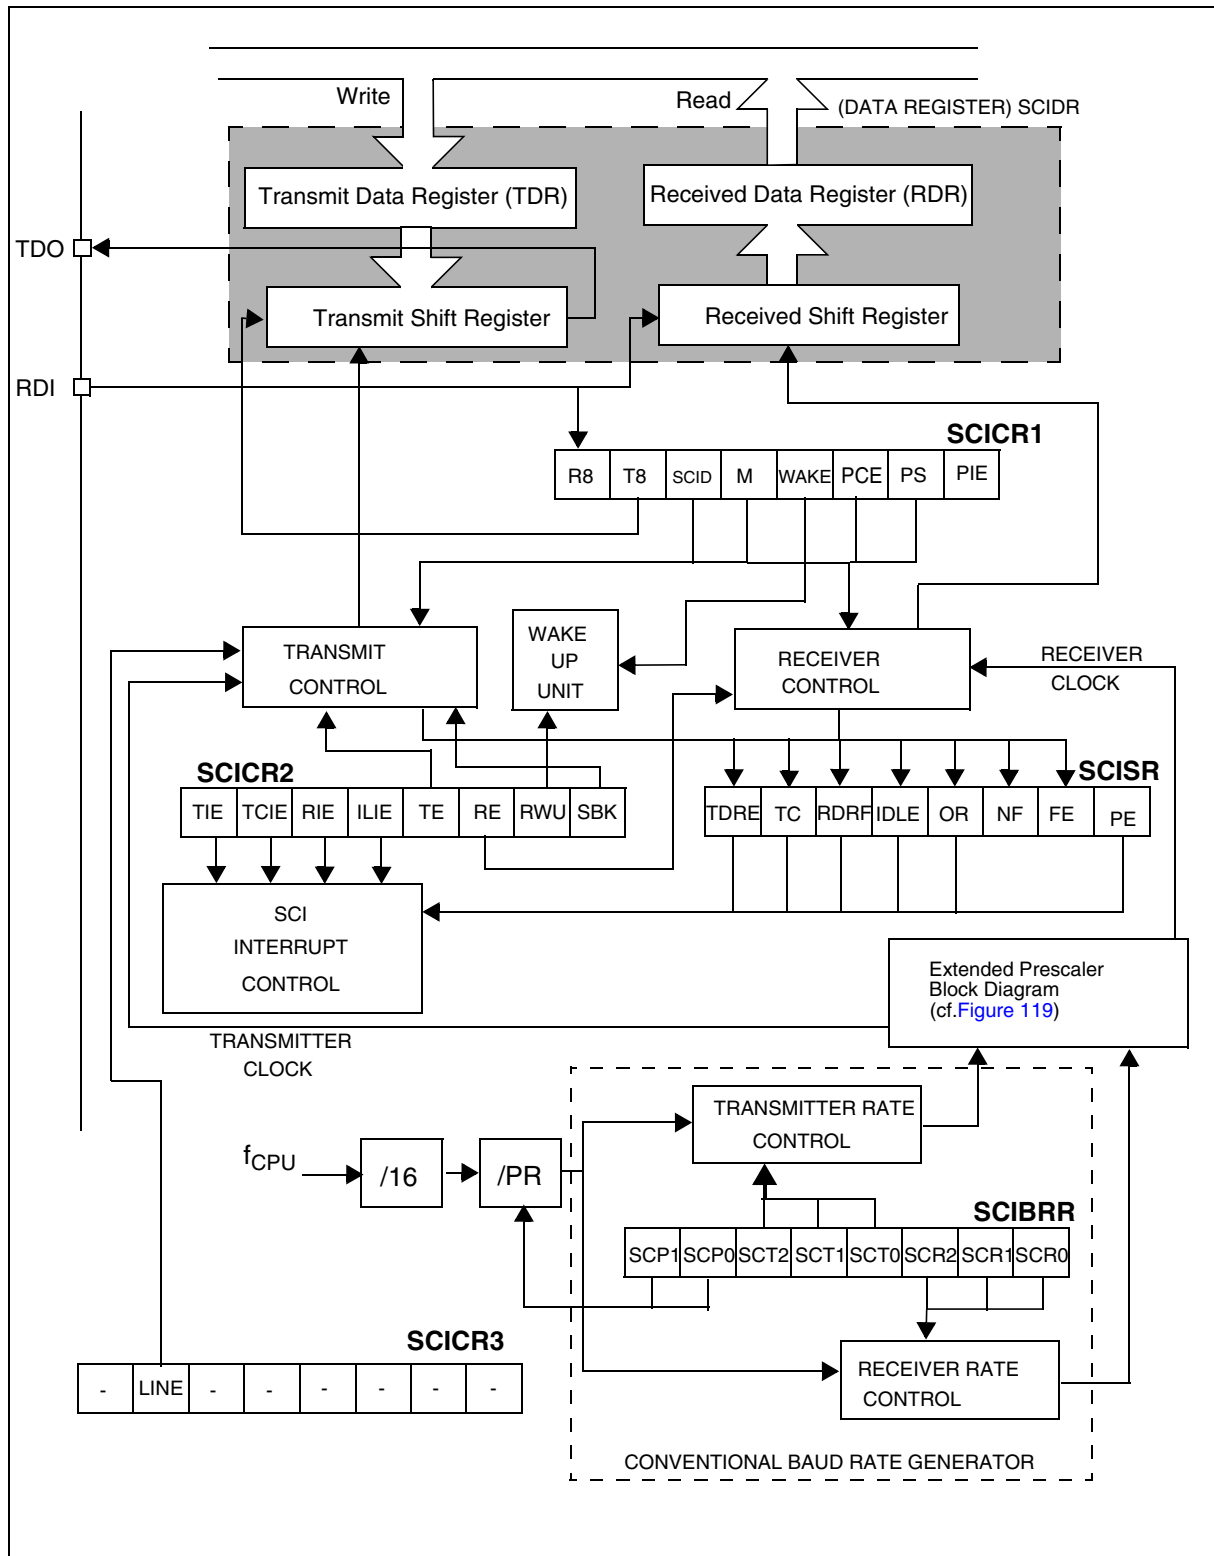 Write
Read
(DATA REGISTER) SCIDR
Transmit Data Register (TDR)
Received Data Register (RDR)
TDO
Transmit Shift Register
Received Shift Register
RDI
SCICR1
R8 T8 SCID M WAKE PCE PS PIE
TRANSMIT
CONTROL
WAKE
UP
UNIT
RECEIVER
CONTROL
RECEIVER
CLOCK
SCICR2
TIE TCIE RIE ILIE TE RE RWU SBK
SCISR
TDRE TC RDRF IDLE OR NF FE PE
SCI
INTERRUPT
CONTROL
Extended Prescaler
Block Diagram
(cf.Figure 119)
TRANSMITTER
CLOCK
TRANSMITTER RATE
CONTROL
fCPU
/16
/PR
SCIBRR
SCP1 SCP0 SCT2 SCT1 SCT0 SCR2 SCR1 SCR0
SCICR3
- LINE - - - - - -
RECEIVER RATE
CONTROL
CONVENTIONAL BAUD RATE GENERATOR